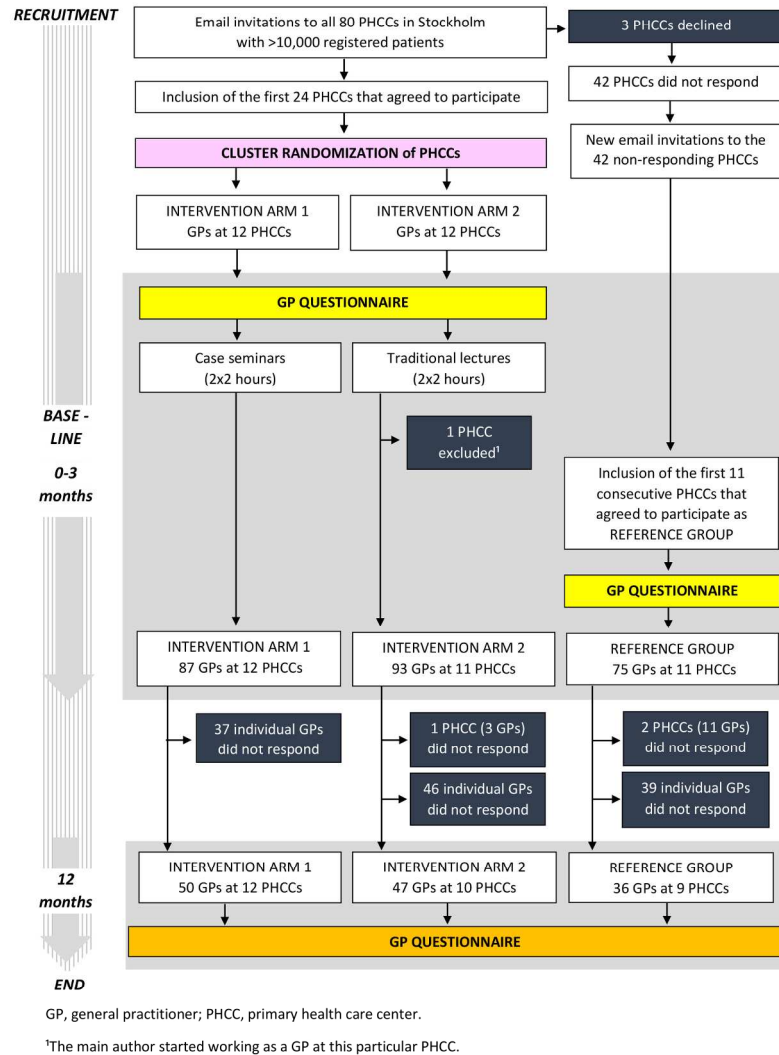 RECRUITMENT
Email invitations to all 80 PHCCs in Stockholm
with >10,000 registered patients
3 PHCCs declined
42 PHCCs did not respond
Inclusion of the first 24 PHCCs that agreed to participate
New email invitations to the
42 non-responding PHCCs
CLUSTER RANDOMIZATION of PHCCs
INTERVENTION ARM 1
GPs at 12 PHCCs
INTERVENTION ARM 2
GPs at 12 PHCCs
GP QUESTIONNAIRE
Case seminars
(2x2 hours)
Traditional lectures
(2x2 hours)
BASE -
LINE
0-3
months
1 PHCC
excluded¹
Inclusion of the first 11
consecutive PHCCs that
agreed to participate as
REFERENCE GROUP
GP QUESTIONNAIRE
INTERVENTION ARM 1
87 GPs at 12 PHCCs
INTERVENTION ARM 2
93 GPs at 11 PHCCs
REFERENCE GROUP
75 GPs at 11 PHCCs
37 individual GPs
did not respond
1 PHCC (3 GPs)
did not respond
2 PHCCs (11 GPs)
did not respond
46 individual GPs
did not respond
39 individual GPs
did not respond
12
months
INTERVENTION ARM 1
50 GPs at 12 PHCCs
INTERVENTION ARM 2
47 GPs at 10 PHCCs
REFERENCE GROUP
36 GPs at 9 PHCCs
GP QUESTIONNAIRE
END
GP, general practitioner; PHCC, primary health care center.
¹The main author started working as a GP at this particular PHCC.